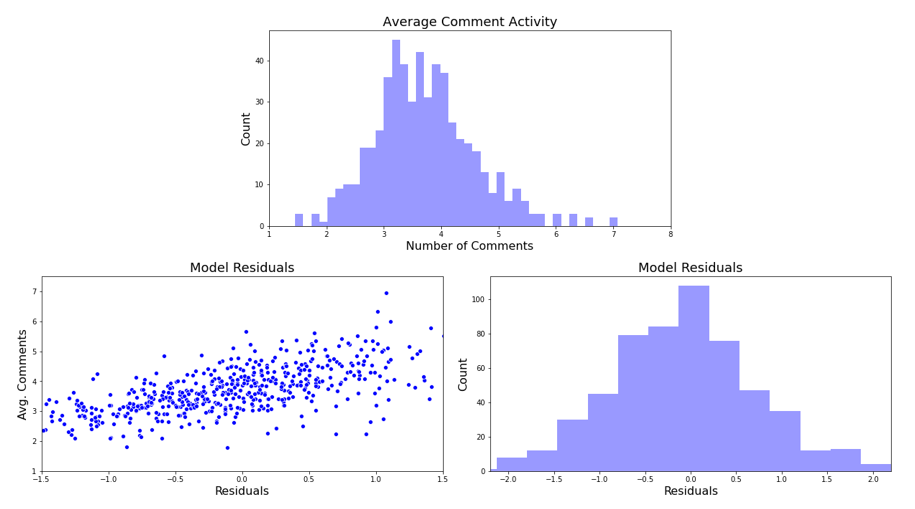 Average Comment Activity
Count
40
30
20
10
0
1 2 3 4 5 6 7 8
Number of Comments
Model Residuals
Avg. Comments
7
6
5
4
3
2
1
−1.5 −1.0 −0.5 0.0 0.5 1.0 1.5
Residuals
Model Residuals
Count
100
80
60
40
20
0
−2.0 −1.5 −1.0 −0.5 0.0 0.5 1.0 1.5 2.0
Residuals